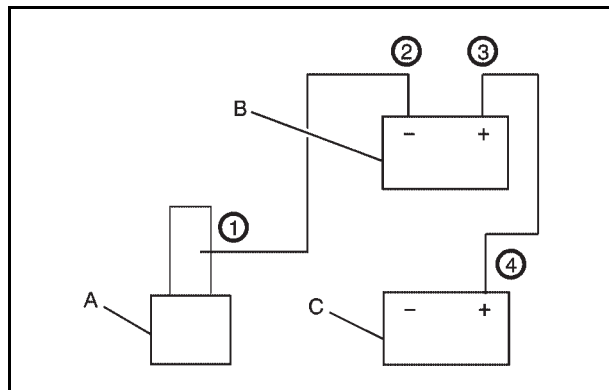 ② ③
B
− +
①
④
A
C
− +